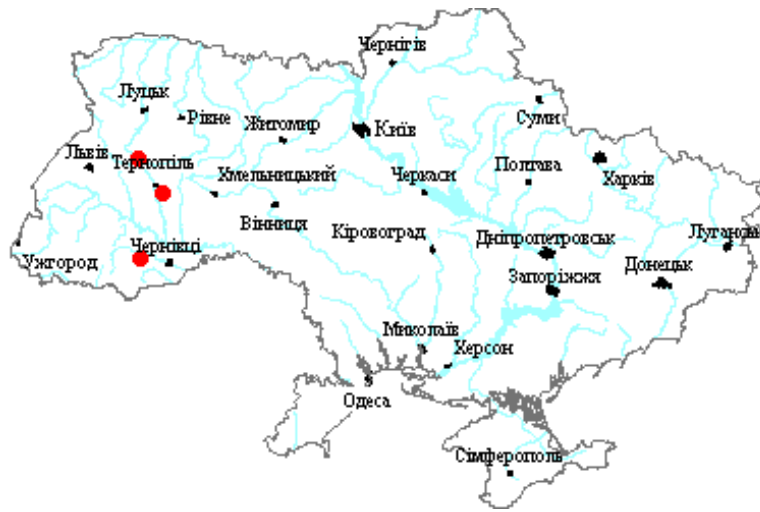 Чернігів
Луцьк
Рівне
Суми
Житомир
Київ
Львів
Тернопіль
Хмельницький
Черкаси
Полтава
Харків
Вінниця
Кіровоград
Дніпропетровськ
Луганськ
Чернівці
Ужгород
Донецьк
Запоріжжя
Миколаїв
Херсон
Одеса
Сімферополь